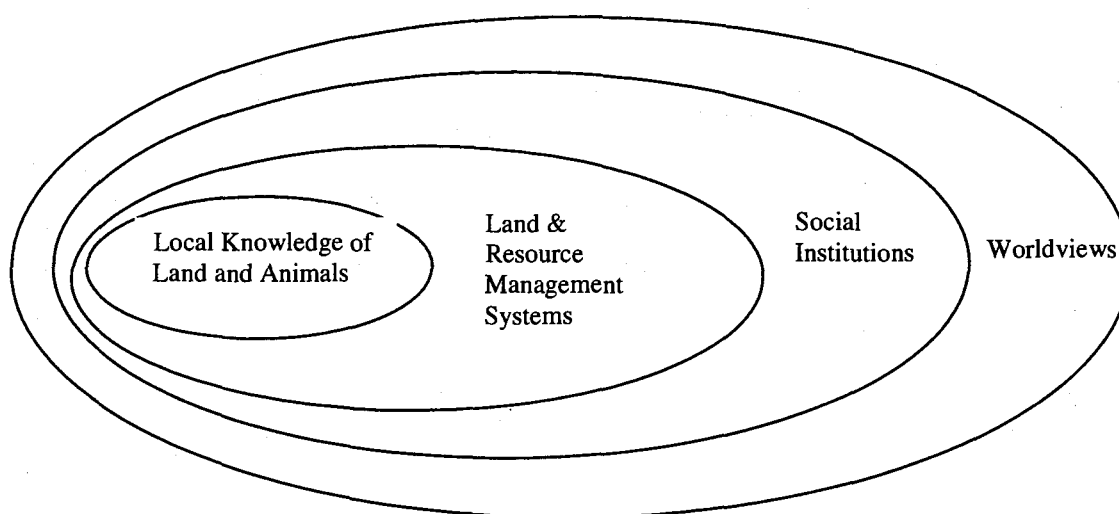 Local Knowledge of
Land and Animals
Land &
Resource
Management
Systems
Social
Institutions
Worldviews